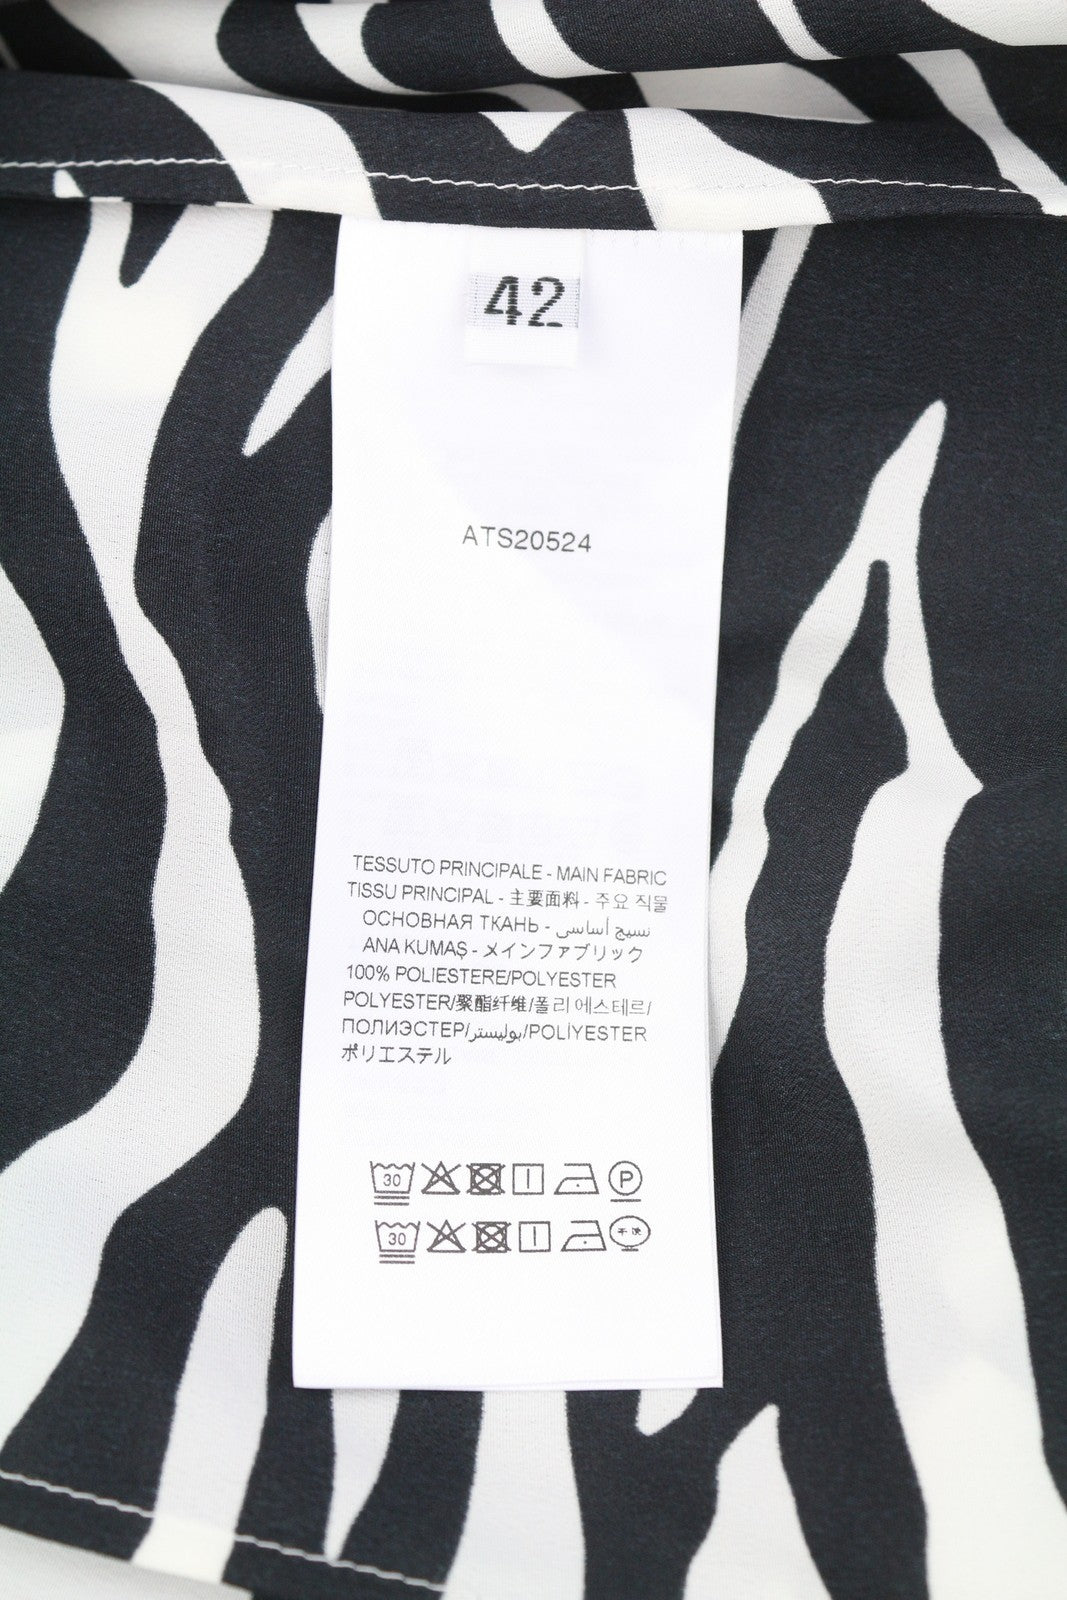 42
ATS20524
TESSUTO PRINCIPALE - MAIN FABRIC
TISSU PRINCIPAL - 主要面料 - 주요 직물
ОСНОВНАЯ ТКАНЬ - نسيج أساسي
ANA KUMAŞ - メインファブリック
100% POLIESTERE/POLYESTER
POLYESTER/聚酯纤维/폴리 에스테르/
ПОЛИЭСТЕР/بوليستر/POLİYESTER
ポリエステル
30 P
30